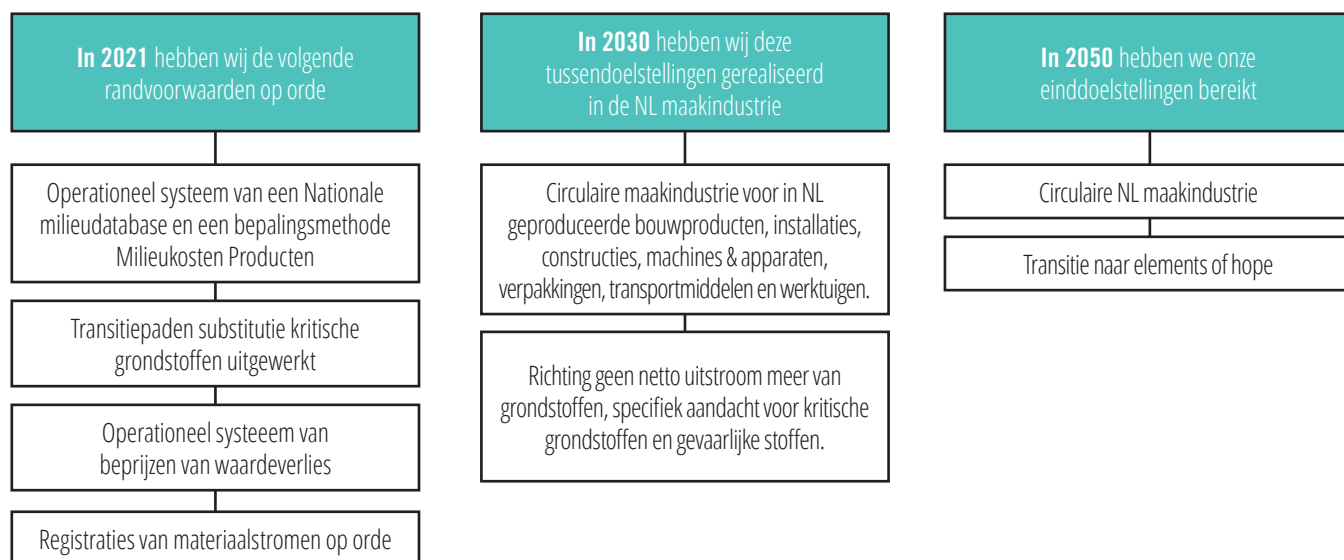 In 2021 hebben wij de volgende
randvoorwaarden op orde
Operationeel systeem van een Nationale
milieudatabase en een bepalingsmethode
Milieukosten Producten
Transitiepaden substitutie kritische
grondstoffen uitgewerkt
Operationeel systeeem van
beprijzen van waardeverlies
Registraties van materiaalstromen op orde
In 2030 hebben wij deze
tussendoelstellingen gerealiseerd
in de NL maakindustrie
Circulaire maakindustrie voor in NL
geproduceerde bouwproducten, installaties,
constructies, machines & apparaten,
verpakkingen, transportmiddelen en werktuigen.
Richting geen netto uitstroom meer van
grondstoffen, specifiek aandacht voor kritische
grondstoffen en gevaarlijke stoffen.
In 2050 hebben we onze
einddoelstellingen bereikt
Circulaire NL maakindustrie
Transitie naar elements of hope